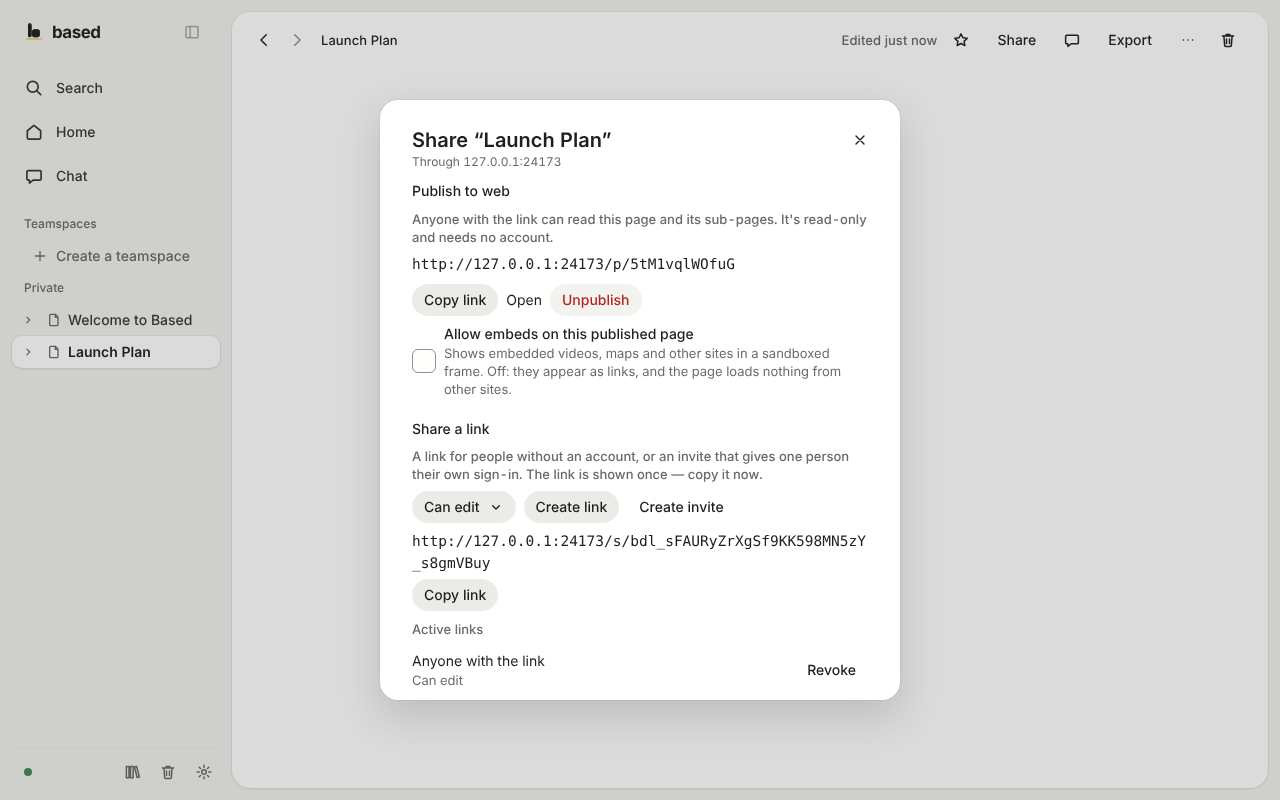 based
Search
Home
Chat
Teamspaces
Create a teamspace
Private
Welcome to Based
Launch Plan
Launch Plan
Edited just now
Share
Export
Share “Launch Plan”
Through 127.0.0.1:24173
Publish to web
Anyone with the link can read this page and its sub-pages. It's read-only
and needs no account.
http://127.0.0.1:24173/p/5tM1vqlWOfuG
Copy link Open Unpublish
Allow embeds on this published page
Shows embedded videos, maps and other sites in a sandboxed
frame. Off: they appear as links, and the page loads nothing from
other sites.
Share a link
A link for people without an account, or an invite that gives one person
their own sign-in. The link is shown once — copy it now.
Can edit Create link Create invite
http://127.0.0.1:24173/s/bdl_sFAURyZrXgSf9KK598MN5zY
_s8gmVBuy
Copy link
Active links
Anyone with the link
Can edit
Revoke